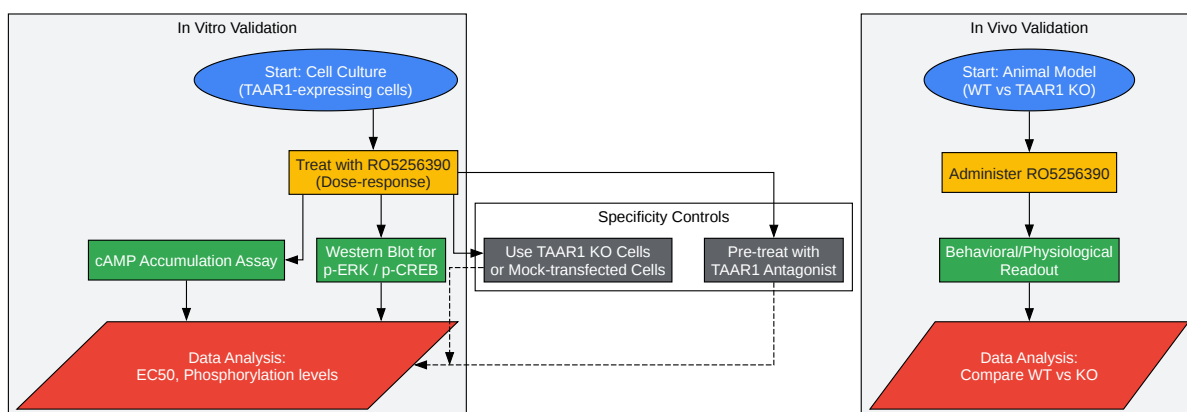 In Vitro Validation
Start: Cell Culture
(TAAR1-expressing cells)
Treat with RO5256390
(Dose-response)
cAMP Accumulation Assay
Western Blot for
p-ERK / p-CREB
Data Analysis:
EC50, Phosphorylation levels
Specificity Controls
Use TAAR1 KO Cells
or Mock-transfected Cells
Pre-treat with
TAAR1 Antagonist
In Vivo Validation
Start: Animal Model
(WT vs TAAR1 KO)
Administer RO5256390
Behavioral/Physiological
Readout
Data Analysis:
Compare WT vs KO